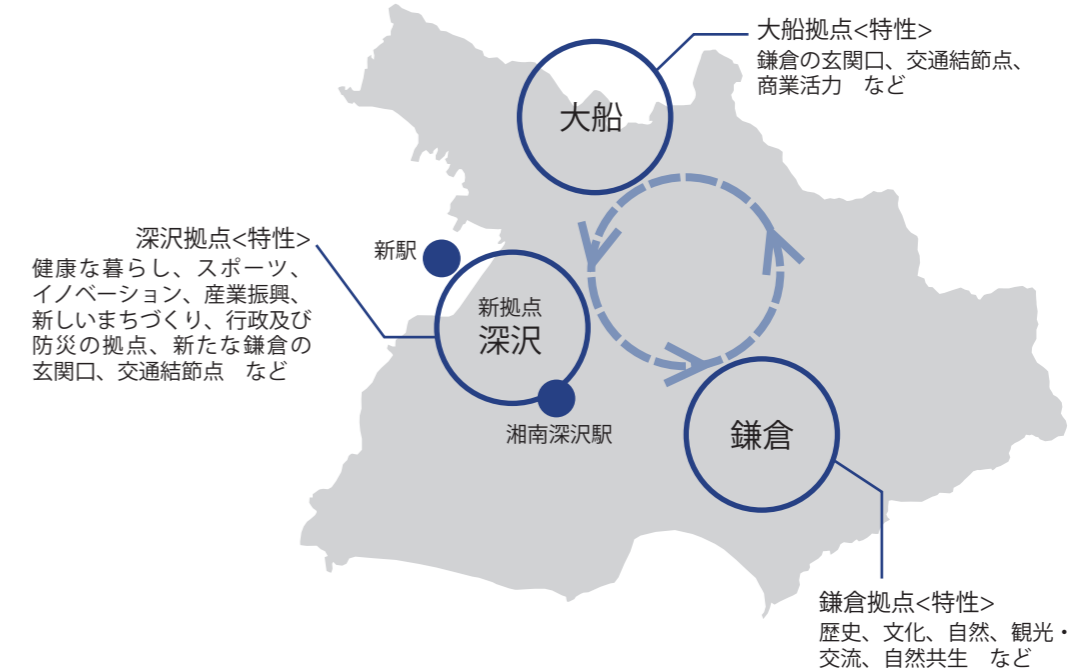 大船拠点<特性>
鎌倉の玄関口、交通結節点、
商業活力　など
大船
深沢拠点<特性>
健康な暮らし、スポーツ、
イノベーション、産業振興、
新しいまちづくり、行政及び
防災の拠点、新たな鎌倉の
玄関口、交通結節点　など
新駅
新拠点
深沢
湘南深沢駅
鎌倉
鎌倉拠点<特性>
歴史、文化、自然、観光・
交流、自然共生　など